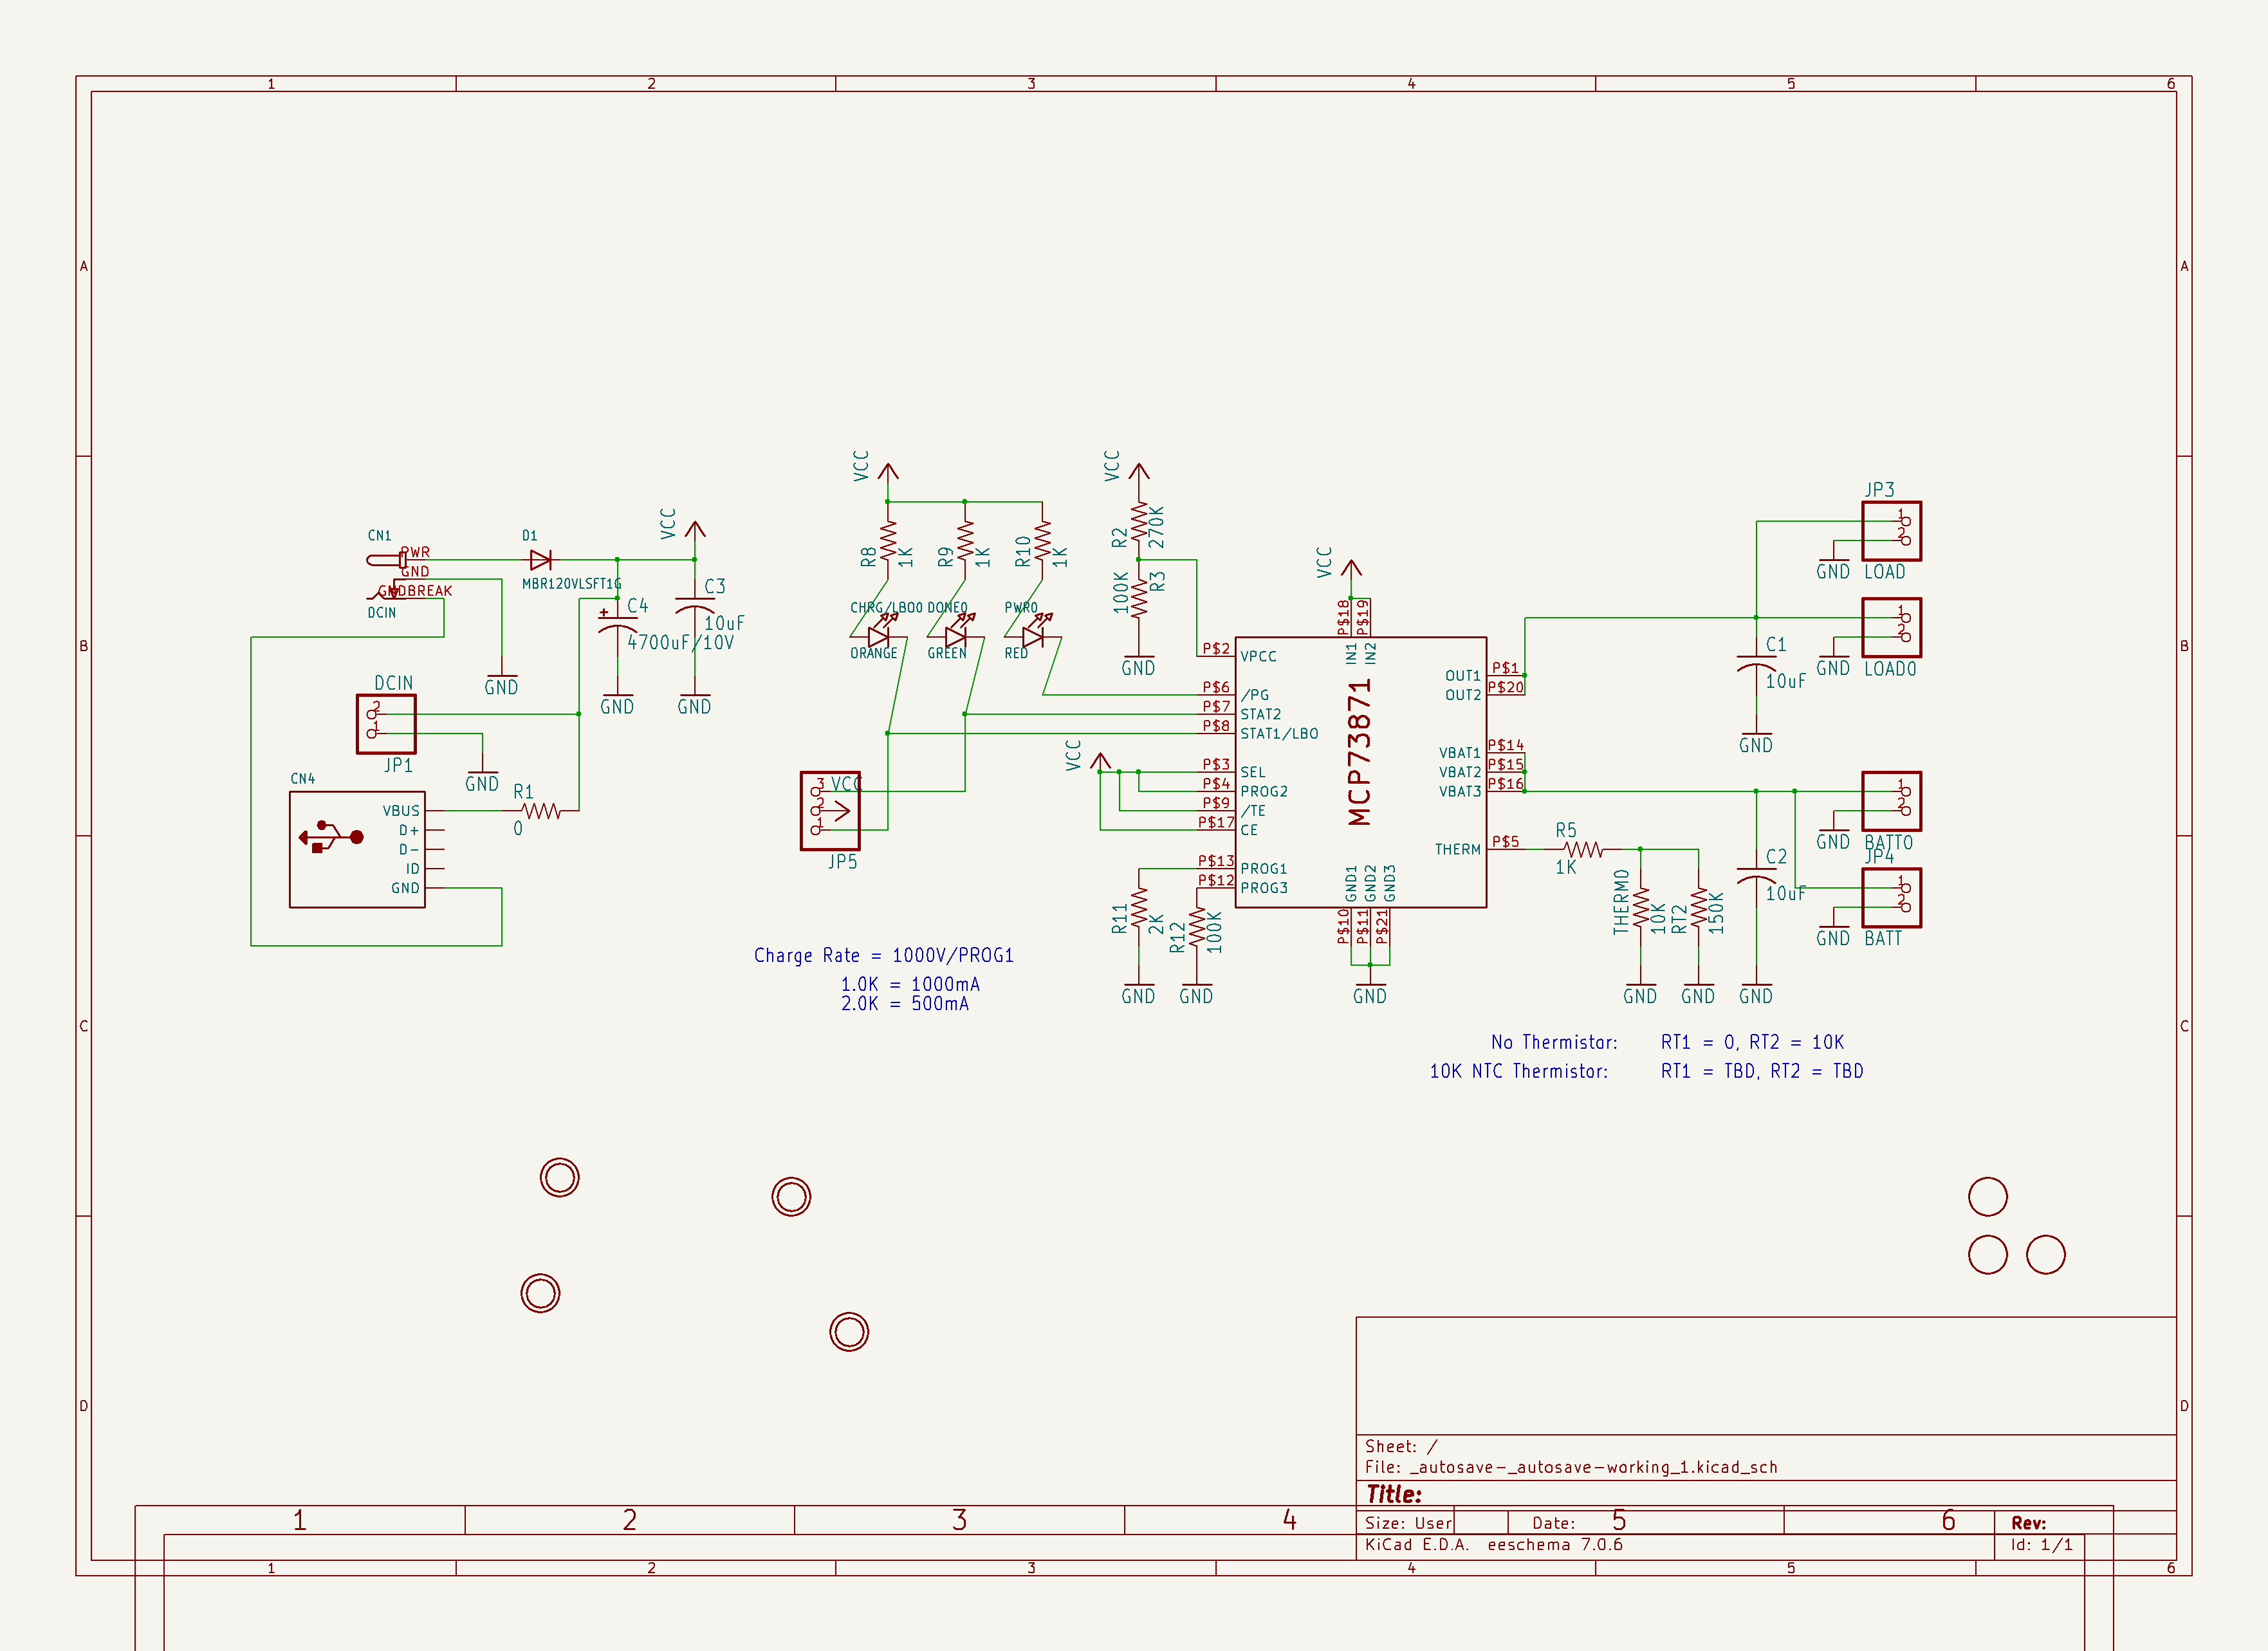 1 2 3 4 5 6
A A
B B
C C
D D
CN1
PWR
GND
GNDBREAK
DCIN
D1
MBR120VLSFT1G
VCC
C4
4700uF/10V
C3
10uF
GND
GND
GND
DCIN
2
1
JP1
GND
CN4
VBUS
D+
D-
ID
GND
R1
0
VCC
R8
1K
R9
1K
R10
1K
CHRG/LBO0
DONE0
PWR0
ORANGE
GREEN
RED
VCC
3
2
1
JP5
VCC
R2
270K
100K
R3
GND
VCC
VCC
MCP73871
P$2 VPCC
P$6 /PG
P$7 STAT2
P$8 STAT1/LBO
P$3 SEL
P$4 PROG2
P$9 /TE
P$17 CE
P$13 PROG1
P$12 PROG3
P$18 IN1
P$19 IN2
OUT1 P$1
OUT2 P$20
VBAT1 P$14
VBAT2 P$15
VBAT3 P$16
THERM P$5
GND1 P$10
GND2 P$11
GND3 P$21
R11
2K
R12
100K
GND
GND
GND
R5
1K
THERM0
10K
RT2
150K
GND
GND
GND
C1
10uF
GND
C2
10uF
JP3
1
2
GND
LOAD
1
2
GND
LOAD0
1
2
GND
BATT0
JP4
1
2
GND
BATT
Charge Rate = 1000V/PROG1
1.0K = 1000mA
2.0K = 500mA
No Thermistor: RT1 = 0, RT2 = 10K
10K NTC Thermistor: RT1 = TBD, RT2 = TBD
Sheet: /
File: _autosave-_autosave-working_1.kicad_sch
Title:
Size: User Date: Rev:
KiCad E.D.A. eeschema 7.0.6 Id: 1/1
1 2 3 4 5 6
1 2 3 4 5 6